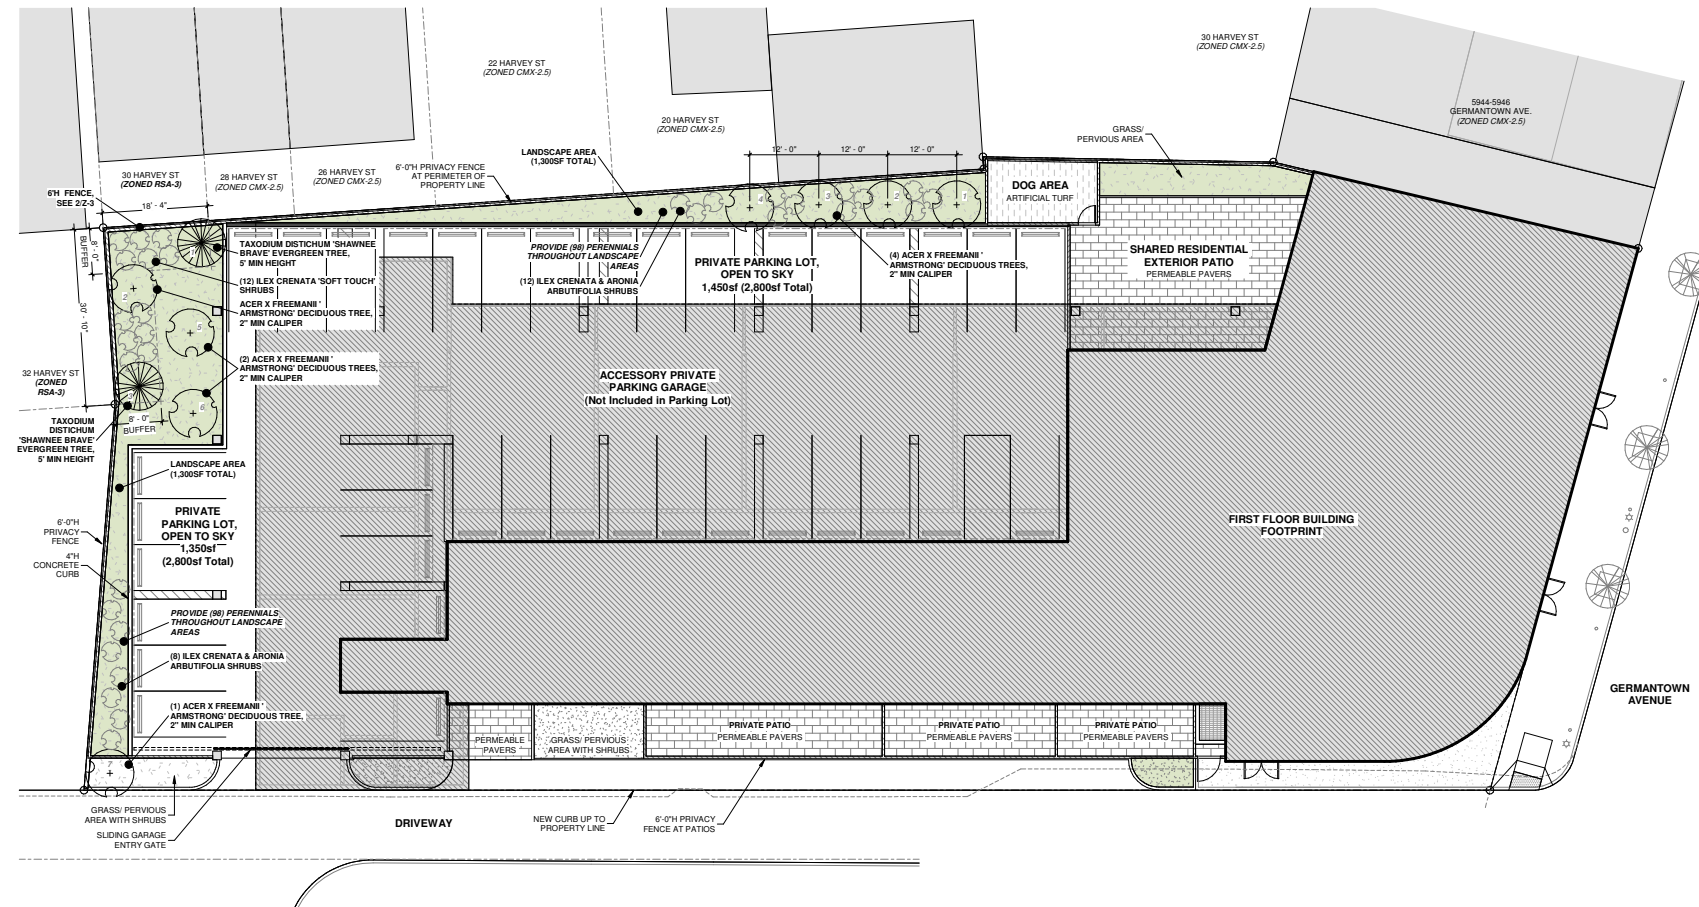 30 HARVEY ST
(ZONED CMX-2.5)
22 HARVEY ST
(ZONED CMX-2.5)
5944-5946
GERMANTOWN AVE.
(ZONED CMX-2.5)
20 HARVEY ST
(ZONED CMX-2.5)
GRASS/
PERVIOUS AREA
LANDSCAPE AREA
(1,300SF TOTAL)
12' - 0"
12' - 0"
12' - 0"
6'-0"H PRIVACY FENCE
AT PERIMETER OF
PROPERTY LINE
30 HARVEY ST
(ZONED RSA-3)
28 HARVEY ST
(ZONED CMX-2.5)
26 HARVEY ST
(ZONED CMX-2.5)
6'H FENCE,
SEE 2/Z-3
18' - 4"
DOG AREA
ARTIFICIAL TURF
4
3
2
1
8' - 0"
BUFFER
30' - 10"
TAXODIUM DISTICHUM 'SHAWNEE
BRAVE' EVERGREEN TREE,
5' MIN HEIGHT
(12) ILEX CRENATA 'SOFT TOUCH'
SHRUBS
ACER X FREEMANII '
ARMSTRONG' DECIDUOUS TREE,
2" MIN CALIPER
(2) ACER X FREEMANII '
ARMSTRONG' DECIDUOUS TREES,
2" MIN CALIPER
2
5
6
PROVIDE (98) PERENNIALS
THROUGHOUT LANDSCAPE
AREAS
(12) ILEX CRENATA & ARONIA
ARBUTIFOLIA SHRUBS
PRIVATE PARKING LOT,
OPEN TO SKY
1,450sf (2,800sf Total)
(4) ACER X FREEMANII '
ARMSTRONG' DECIDUOUS TREES,
2" MIN CALIPER
SHARED RESIDENTIAL
EXTERIOR PATIO
PERMEABLE PAVERS
32 HARVEY ST
(ZONED
RSA-3)
8' - 0"
BUFFER
TAXODIUM
DISTICHUM
'SHAWNEE BRAVE'
EVERGREEN TREE,
5' MIN HEIGHT
ACCESSORY PRIVATE
PARKING GARAGE
(Not Included in Parking Lot)
LANDSCAPE AREA
(1,300SF TOTAL)
6'-0"H
PRIVACY
FENCE
4"H
CONCRETE
CURB
PRIVATE
PARKING LOT,
OPEN TO SKY
1,350sf
(2,800sf Total)
FIRST FLOOR BUILDING
FOOTPRINT
PROVIDE (98) PERENNIALS
THROUGHOUT LANDSCAPE
AREAS
(8) ILEX CRENATA & ARONIA
ARBUTIFOLIA SHRUBS
(1) ACER X FREEMANII '
ARMSTRONG' DECIDUOUS TREE,
2" MIN CALIPER
7
GERMANTOWN
AVENUE
PERMEABLE
PAVERS
GRASS/ PERVIOUS
AREA WITH SHRUBS
PRIVATE PATIO
PERMEABLE PAVERS
PRIVATE PATIO
PERMEABLE PAVERS
PRIVATE PATIO
PERMEABLE PAVERS
GRASS/ PERVIOUS
AREA WITH SHRUBS
SLIDING GARAGE
ENTRY GATE
DRIVEWAY
NEW CURB UP TO
PROPERTY LINE
6'-0"H PRIVACY
FENCE AT PATIOS